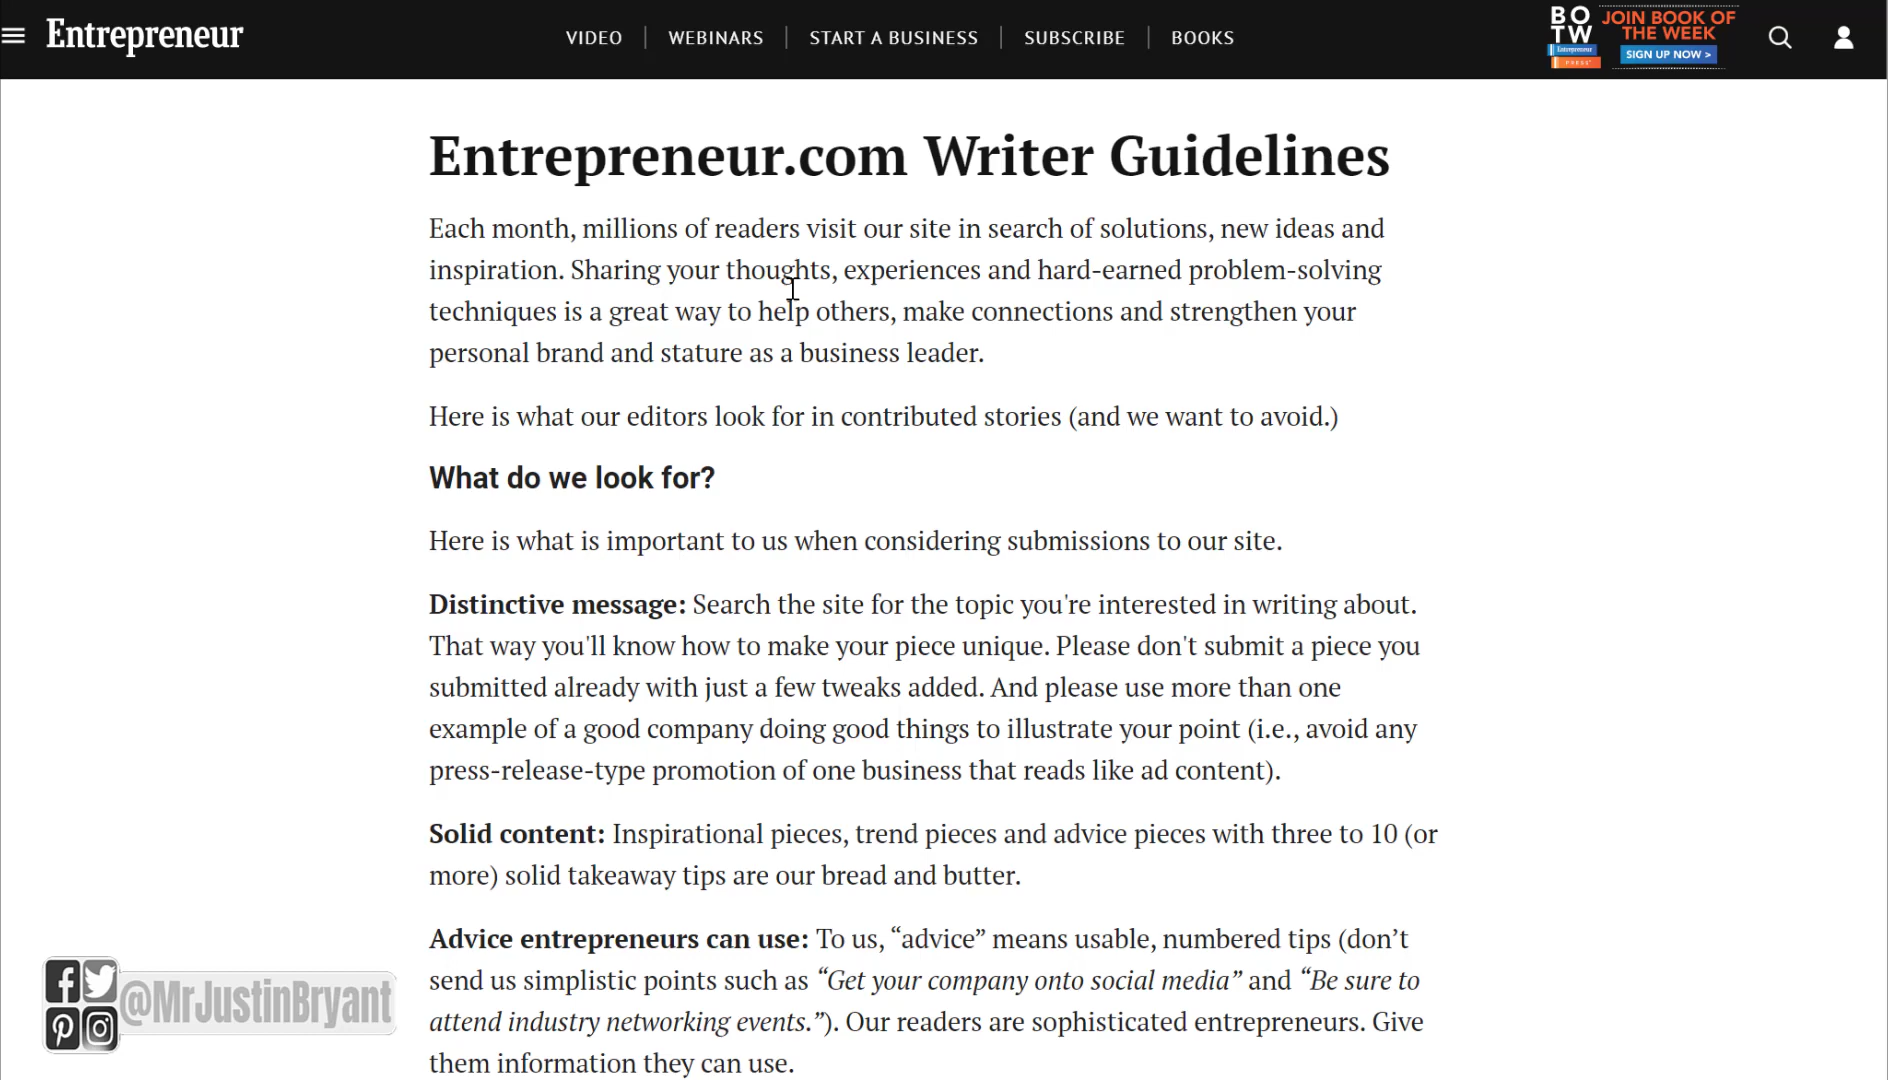 Entrepreneur
VIDEO
WEBINARS
START A BUSINESS
SUBSCRIBE
BOOKS
BO
TW
Entrepreneur
PRESS
JOIN BOOK OF
THE WEEK
SIGN UP NOW >
Entrepreneur.com Writer Guidelines
Each month, millions of readers visit our site in search of solutions, new ideas and
inspiration. Sharing your thoughts, experiences and hard-earned problem-solving
techniques is a great way to help others, make connections and strengthen your
personal brand and stature as a business leader.
Here is what our editors look for in contributed stories (and we want to avoid.)
What do we look for?
Here is what is important to us when considering submissions to our site.
Distinctive message: Search the site for the topic you're interested in writing about.
That way you'll know how to make your piece unique. Please don't submit a piece you
submitted already with just a few tweaks added. And please use more than one
example of a good company doing good things to illustrate your point (i.e., avoid any
press-release-type promotion of one business that reads like ad content).
Solid content: Inspirational pieces, trend pieces and advice pieces with three to 10 (or
more) solid takeaway tips are our bread and butter.
Advice entrepreneurs can use: To us, “advice” means usable, numbered tips (don’t
send us simplistic points such as “Get your company onto social media” and “Be sure to
attend industry networking events.”). Our readers are sophisticated entrepreneurs. Give
them information they can use.
@MrJustinBryant